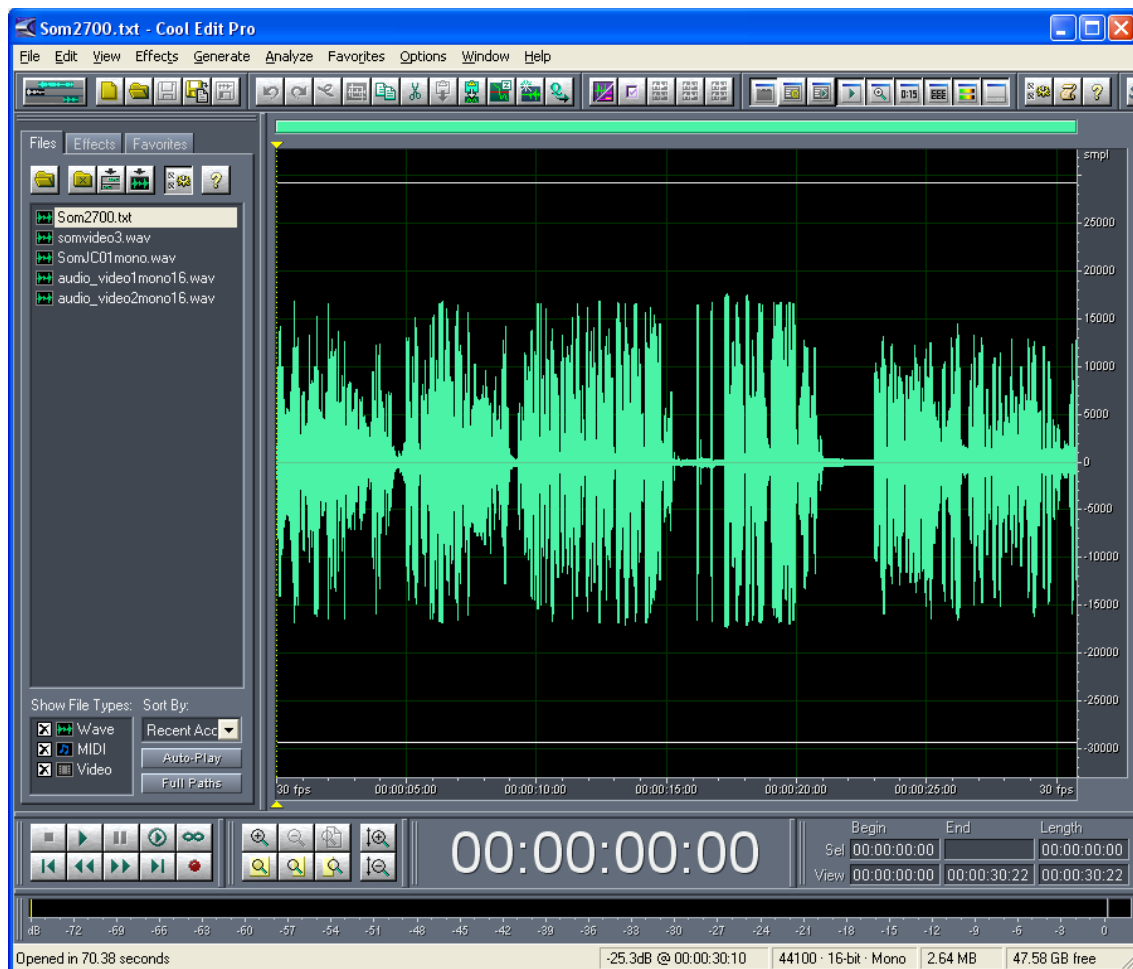 Som2700.txt - Cool Edit Pro
File Edit View Effects Generate Analyze Favorites Options Window Help
0:15
Files Effects Favorites
Som2700.txt
somvideo3.wav
SomJC01mono.wav
audio_video1mono16.wav
audio_video2mono16.wav
Show File Types: Sort By:
Wave Recent Acc
MIDI Auto-Play
Video Full Paths
smpl
25000
20000
15000
10000
5000
0
-5000
-10000
-15000
-20000
-25000
-30000
30 fps 00:00:05:00 00:00:10:00 00:00:15:00 00:00:20:00 00:00:25:00 30 fps
00:00:00:00
Begin End Length
Sel 00:00:00:00 00:00:00:00
View 00:00:00:00 00:00:30:22 00:00:30:22
dB -72 -69 -66 -63 -60 -57 -54 -51 -48 -45 -42 -39 -36 -33 -30 -27 -24 -21 -18 -15 -12 -9 -6 -3 0
Opened in 70.38 seconds -25.3dB @ 00:00:30:10 44100 · 16-bit · Mono 2.64 MB 47.58 GB free